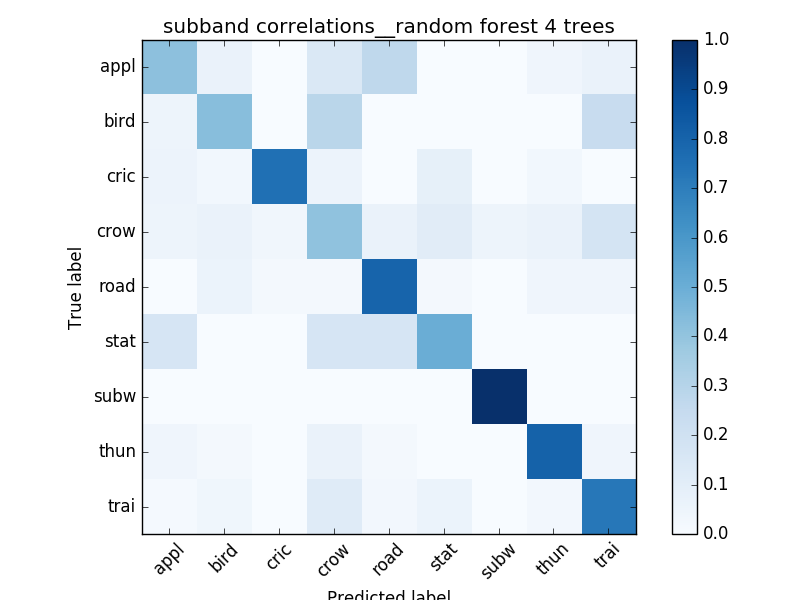 subband correlations__random forest 4 trees
True label
appl
bird
cric
crow
road
stat
subw
thun
trai
appl
bird
cric
crow
road
stat
subw
thun
trai
Predicted label
1.0
0.9
0.8
0.7
0.6
0.5
0.4
0.3
0.2
0.1
0.0